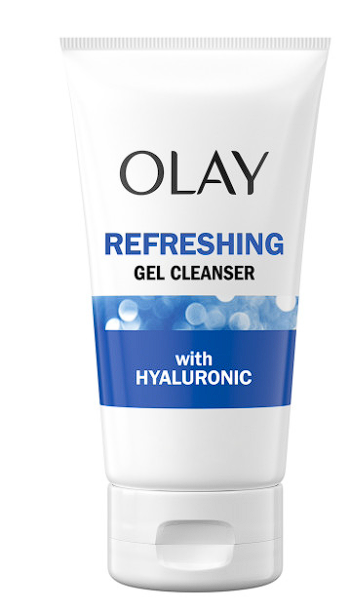 OLAY
REFRESHING
GEL CLEANSER
with
HYALURONIC